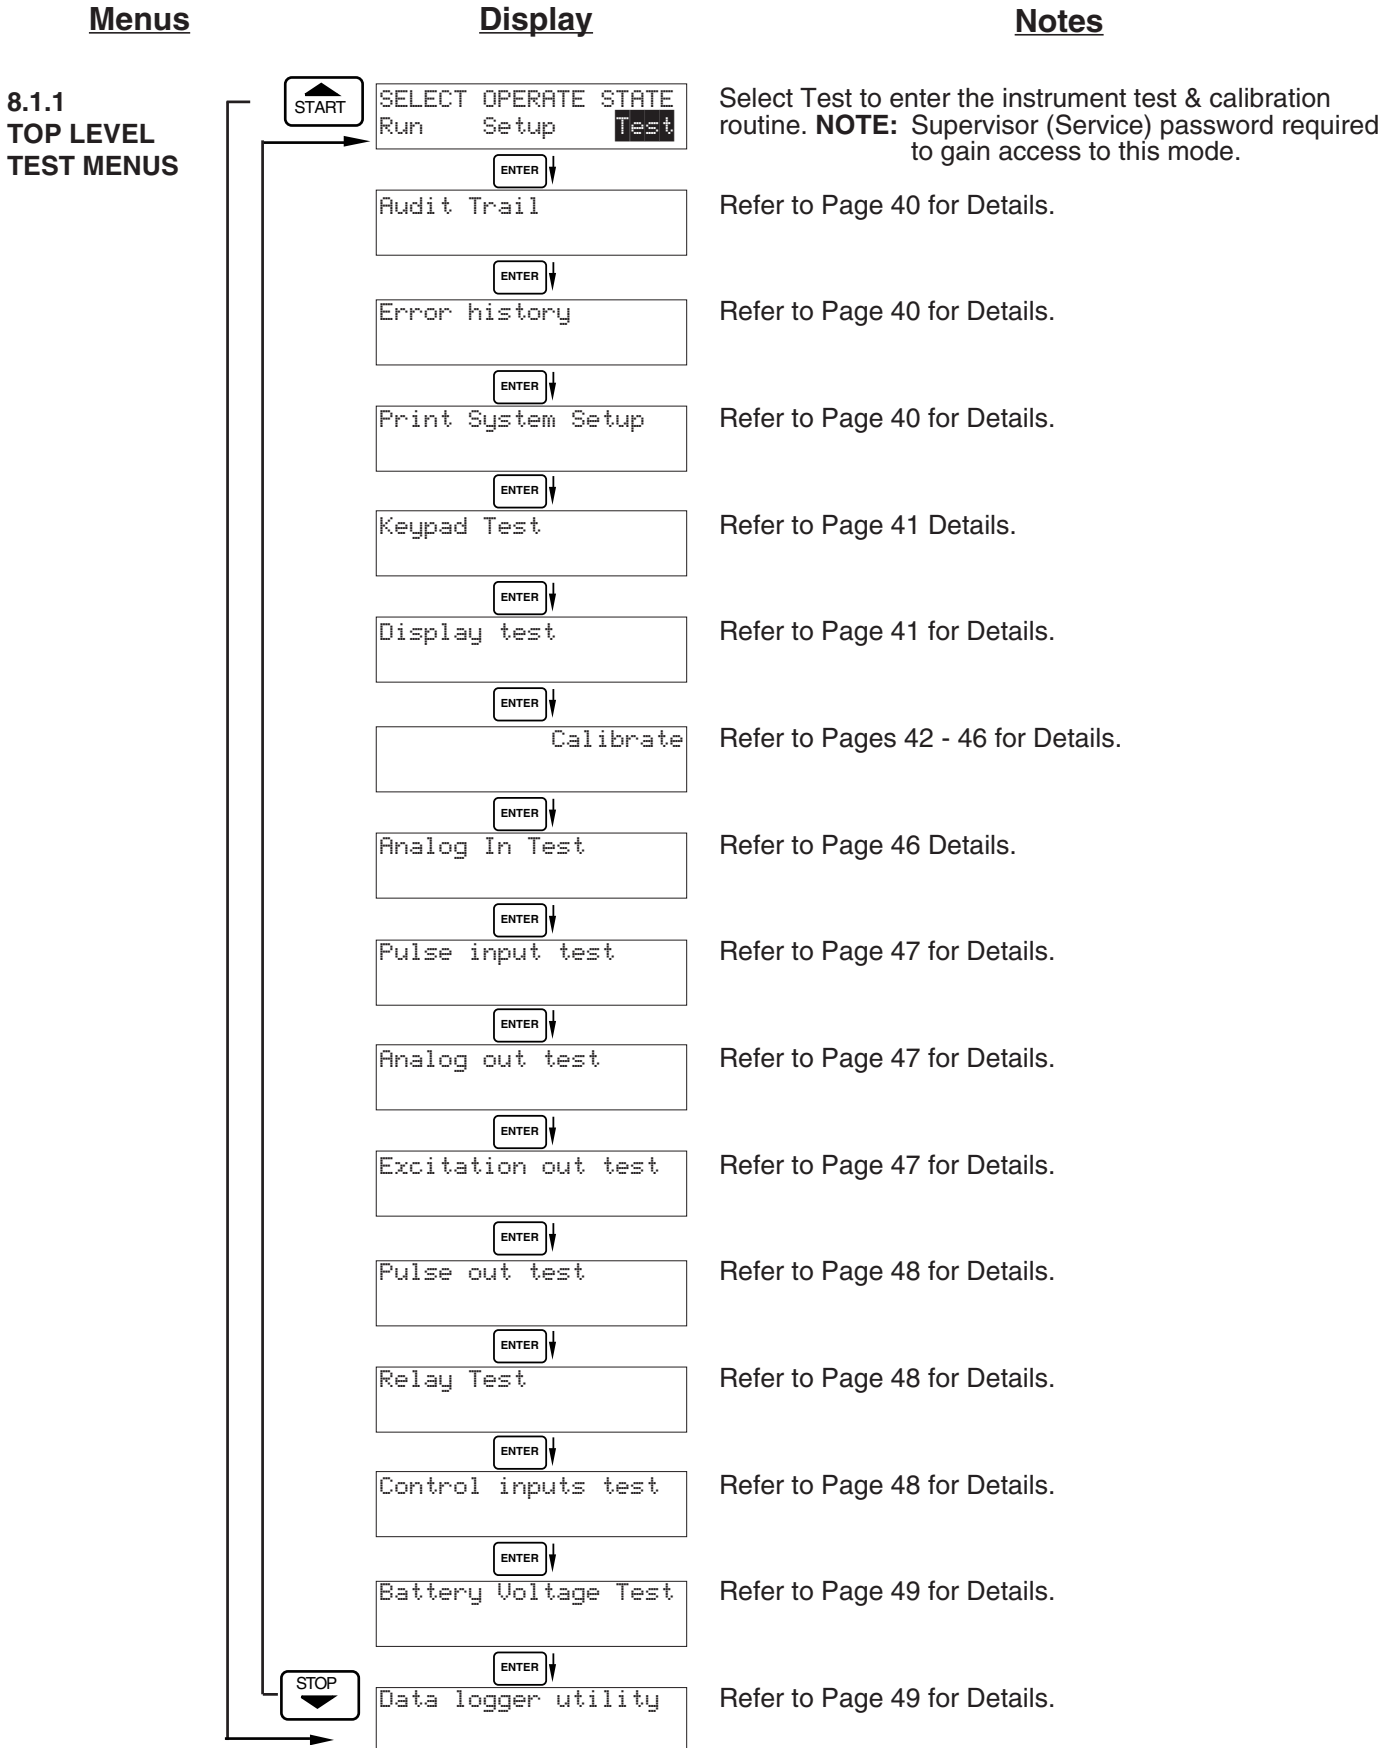 Menus
Display
Notes
8.1.1
TOP LEVEL
TEST MENUS
START
SELECT OPERATE STATE
Run Setup Test
Select Test to enter the instrument test & calibration
routine. NOTE: Supervisor (Service) password required
to gain access to this mode.
ENTER
Audit Trail
Refer to Page 40 for Details.
ENTER
Error history
Refer to Page 40 for Details.
ENTER
Print System Setup
Refer to Page 40 for Details.
ENTER
Keypad Test
Refer to Page 41 Details.
ENTER
Display test
Refer to Page 41 for Details.
ENTER
Calibrate
Refer to Pages 42 - 46 for Details.
ENTER
Analog In Test
Refer to Page 46 Details.
ENTER
Pulse input test
Refer to Page 47 for Details.
ENTER
Analog out test
Refer to Page 47 for Details.
ENTER
Excitation out test
Refer to Page 47 for Details.
ENTER
Pulse out test
Refer to Page 48 for Details.
ENTER
Relay Test
Refer to Page 48 for Details.
ENTER
Control inputs test
Refer to Page 48 for Details.
ENTER
Battery Voltage Test
Refer to Page 49 for Details.
ENTER
STOP
Data logger utility
Refer to Page 49 for Details.